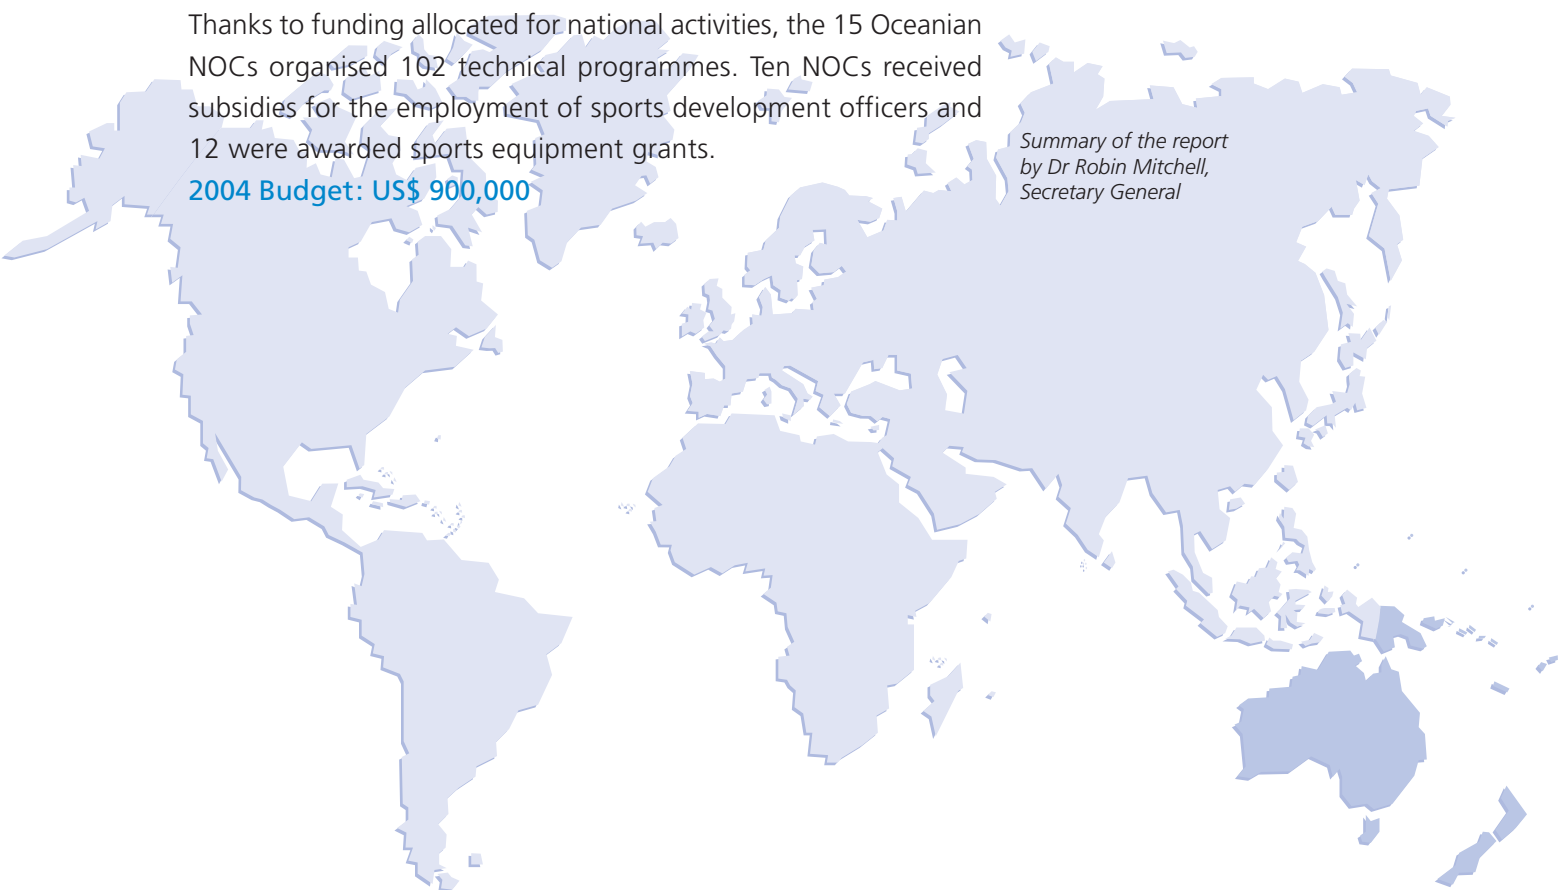 Thanks to funding allocated for national activities, the 15 Oceanian
NOCs organised 102 technical programmes. Ten NOCs received
subsidies for the employment of sports development officers and
12 were awarded sports equipment grants.
2004 Budget: US$ 900,000
Summary of the report
by Dr Robin Mitchell,
Secretary General